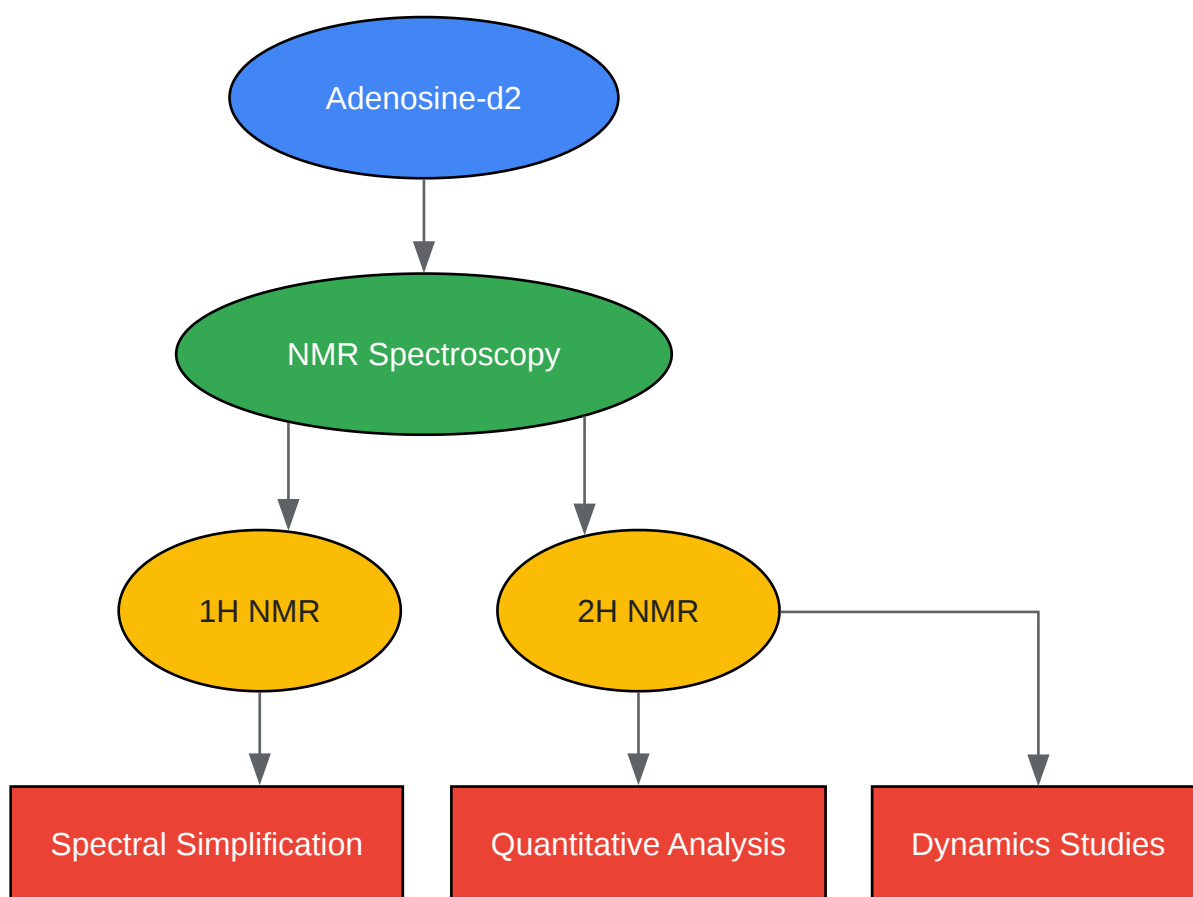 Adenosine-d2
NMR Spectroscopy
1H NMR
2H NMR
Spectral Simplification
Quantitative Analysis
Dynamics Studies